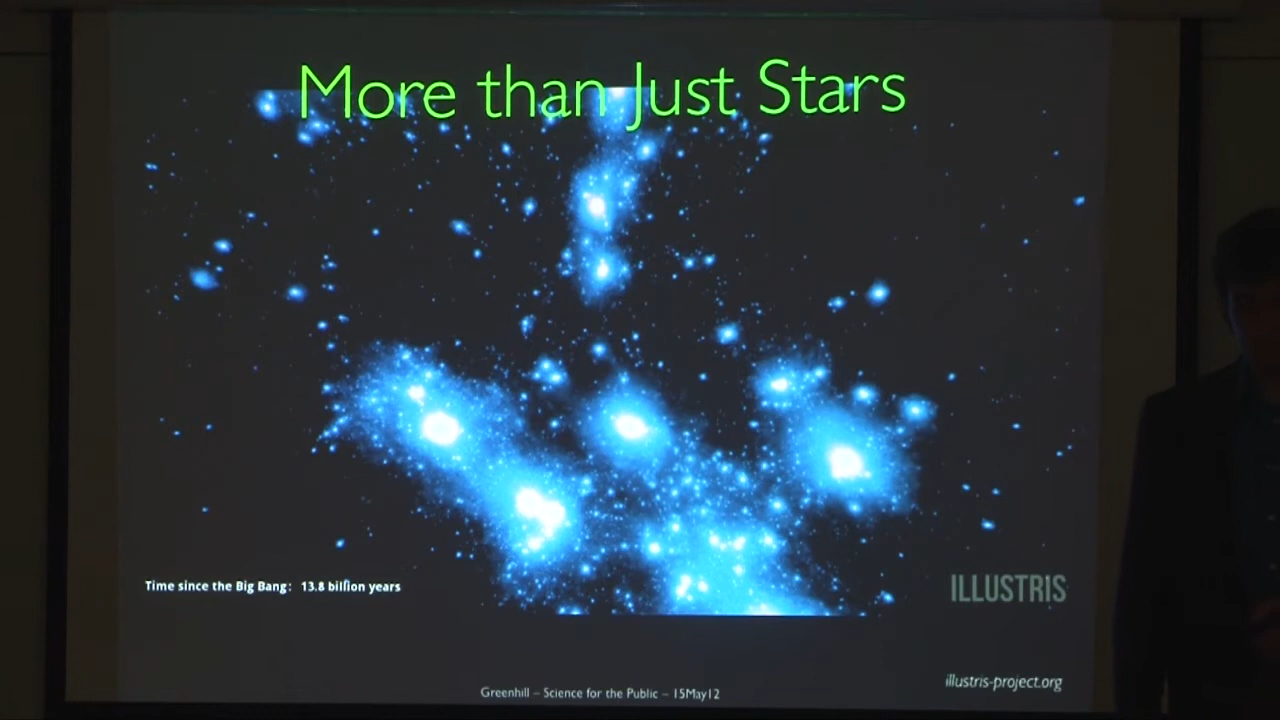 More than Just Stars
Time since the Big Bang: 13.8 billion years
ILLUSTRIS
illustris-project.org
Greenhill – Science for the Public – 15May12